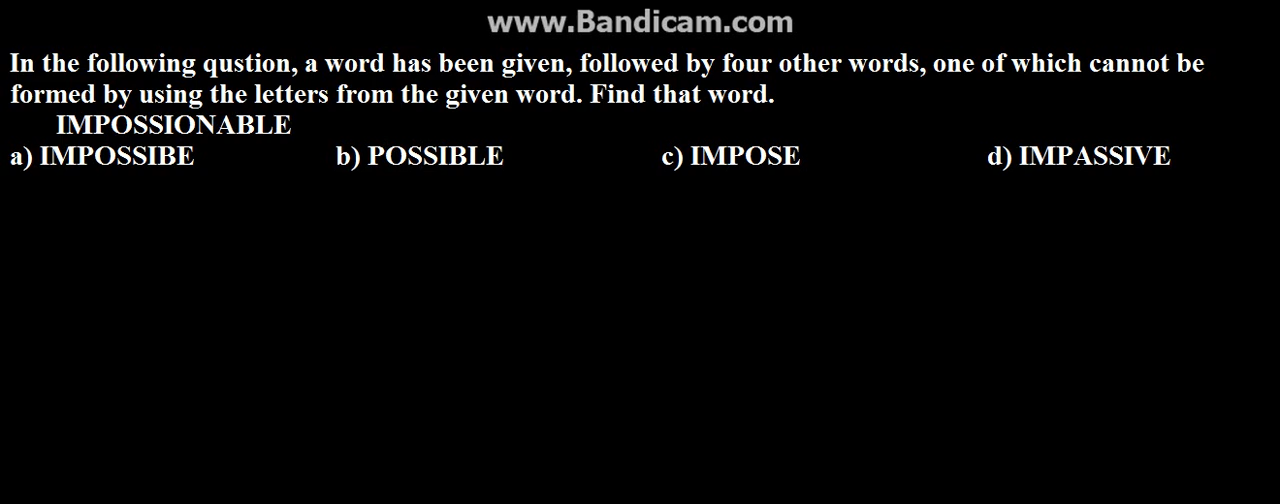 www.Bandicam.com
In the following qustion, a word has been given, followed by four other words, one of which cannot be
formed by using the letters from the given word. Find that word.
IMPOSSIONABLE
a) IMPOSSIBE b) POSSIBLE c) IMPOSE d) IMPASSIVE